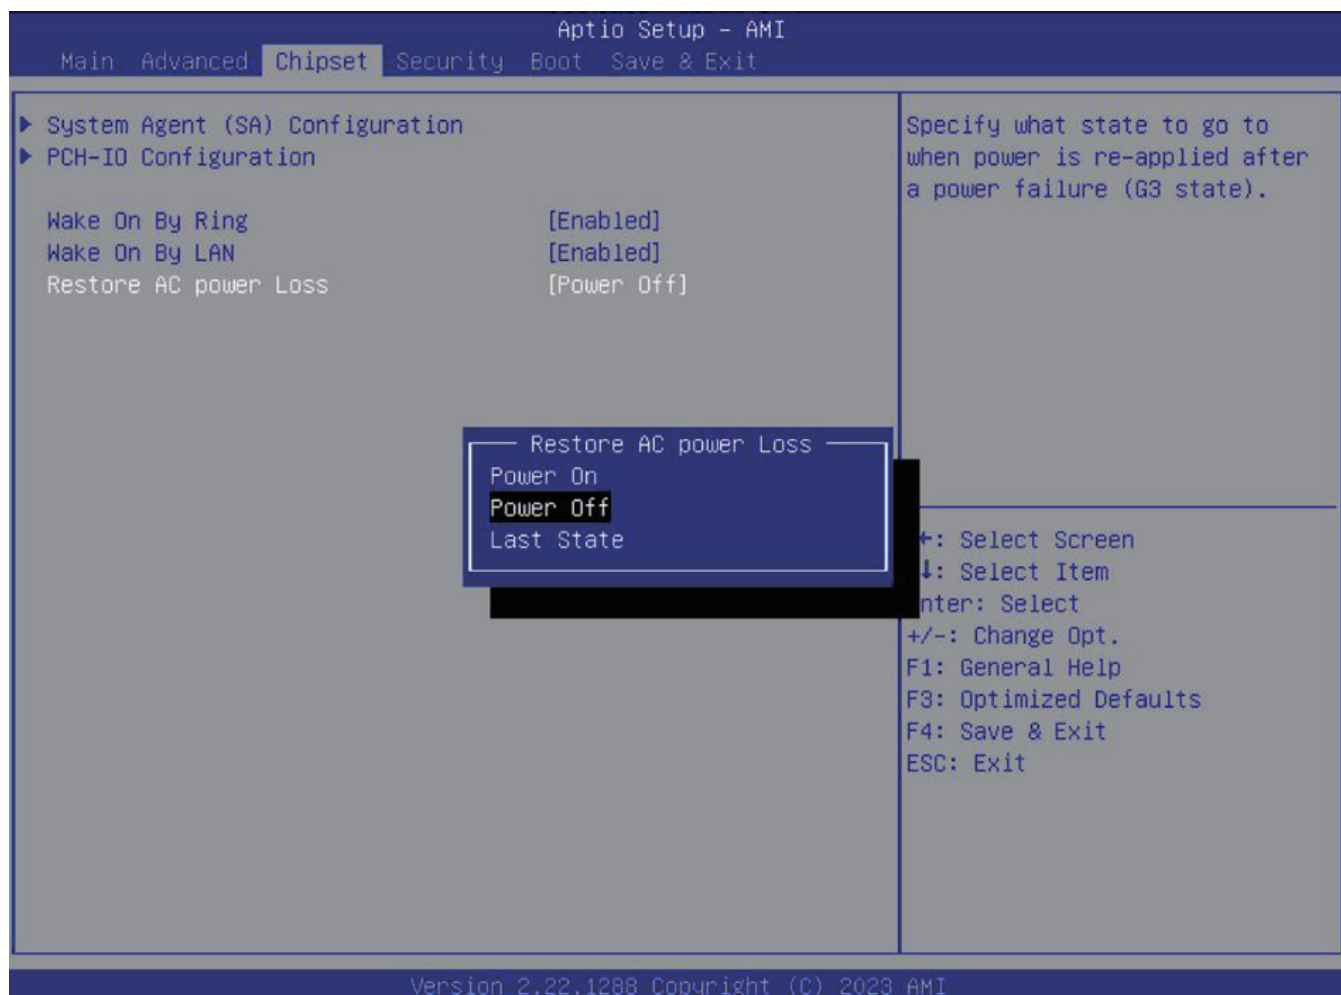 Aptio Setup – AMI
Main Advanced Chipset Security Boot Save & Exit
System Agent (SA) Configuration
PCH-IO Configuration
Wake On By Ring [Enabled]
Wake On By LAN [Enabled]
Restore AC power Loss [Power Off]
Restore AC power Loss
Power On
Power Off
Last State
Specify what state to go to
when power is re-applied after
a power failure (G3 state).
←: Select Screen
↓: Select Item
nter: Select
+/-: Change Opt.
F1: General Help
F3: Optimized Defaults
F4: Save & Exit
ESC: Exit
Version 2.22.1288 Copyright (C) 2023 AMI